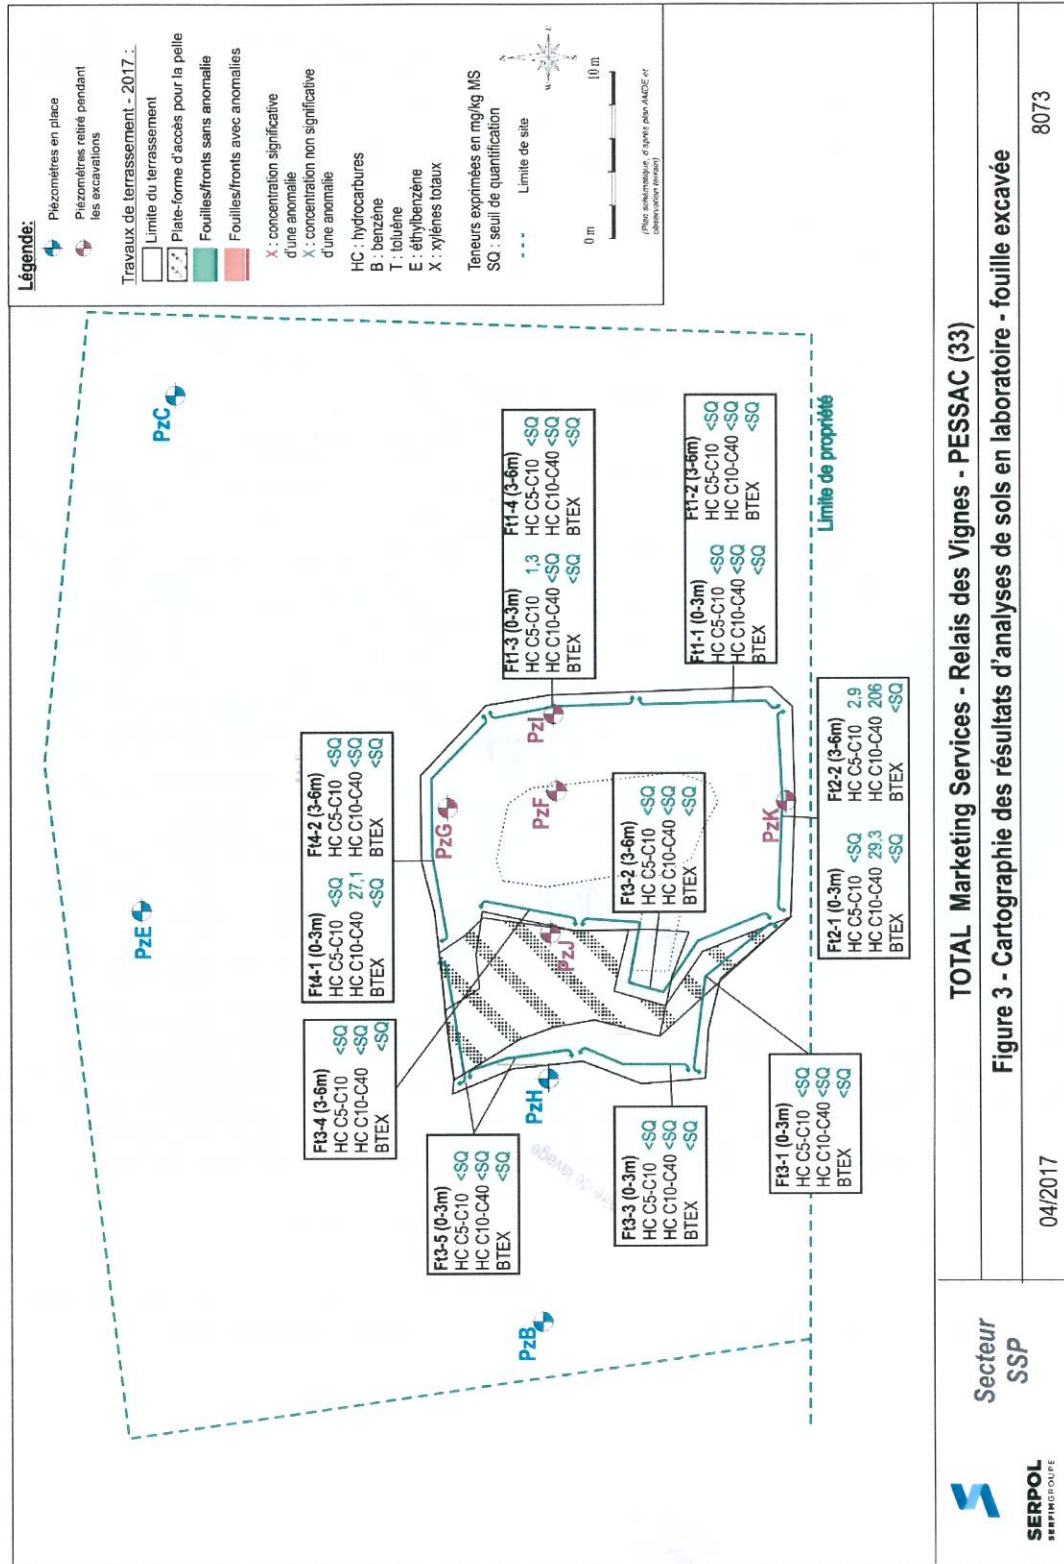 Légende:
Piézomètres en place
Piézomètres retiré pendant
les excavations
Travaux de terrassement - 2017 :
Limite du terrassement
Plate-forme d'accès pour la pelle
Fouilles/fronts sans anomalie
Fouilles/fronts avec anomalies
X : concentration significative
d'une anomalie
X : concentration non significative
d'une anomalie
HC : hydrocarbures
B : benzène
T : toluène
E : éthylbenzène
X : xylènes totaux
Teneurs exprimées en mg/kg MS
SQ : seuil de quantification
Limite de site
N
E
S
W
0 m
10 m
(Plan schématique, d'après plan AMDE et
observation terrain)
PzC
PzE
PzB
PzH
PzG
PzF
PzI
PzJ
PzK
Ft4-1 (0-3m)
HC C5-C10 <SQ
HC C10-C40 27,1
BTEX <SQ
Ft4-2 (3-6m)
HC C5-C10 <SQ
HC C10-C40 <SQ
BTEX <SQ
Ft3-4 (3-6m)
HC C5-C10 <SQ
HC C10-C40 <SQ
BTEX <SQ
Ft3-5 (0-3m)
HC C5-C10 <SQ
HC C10-C40 <SQ
BTEX <SQ
Ft1-3 (0-3m)
HC C5-C10 1,3
HC C10-C40 <SQ
BTEX <SQ
Ft1-4 (3-6m)
HC C5-C10 <SQ
HC C10-C40 <SQ
BTEX <SQ
Ft3-2 (3-6m)
HC C5-C10 <SQ
HC C10-C40 <SQ
BTEX <SQ
Ft3-3 (0-3m)
HC C5-C10 <SQ
HC C10-C40 <SQ
BTEX <SQ
Ft1-1 (0-3m)
HC C5-C10 <SQ
HC C10-C40 <SQ
BTEX <SQ
Ft1-2 (3-6m)
HC C5-C10 <SQ
HC C10-C40 <SQ
BTEX <SQ
Ft3-1 (0-3m)
HC C5-C10 <SQ
HC C10-C40 <SQ
BTEX <SQ
Ft2-1 (0-3m)
HC C5-C10 <SQ
HC C10-C40 29,3
BTEX <SQ
Ft2-2 (3-6m)
HC C5-C10 2,9
HC C10-C40 206
BTEX <SQ
de lavage
Limite de propriété
SERPOL
SERFIM GROUPE
Secteur
SSP
TOTAL Marketing Services - Relais des Vignes - PESSAC (33)
Figure 3 - Cartographie des résultats d'analyses de sols en laboratoire - fouille excavée
04/2017
8073